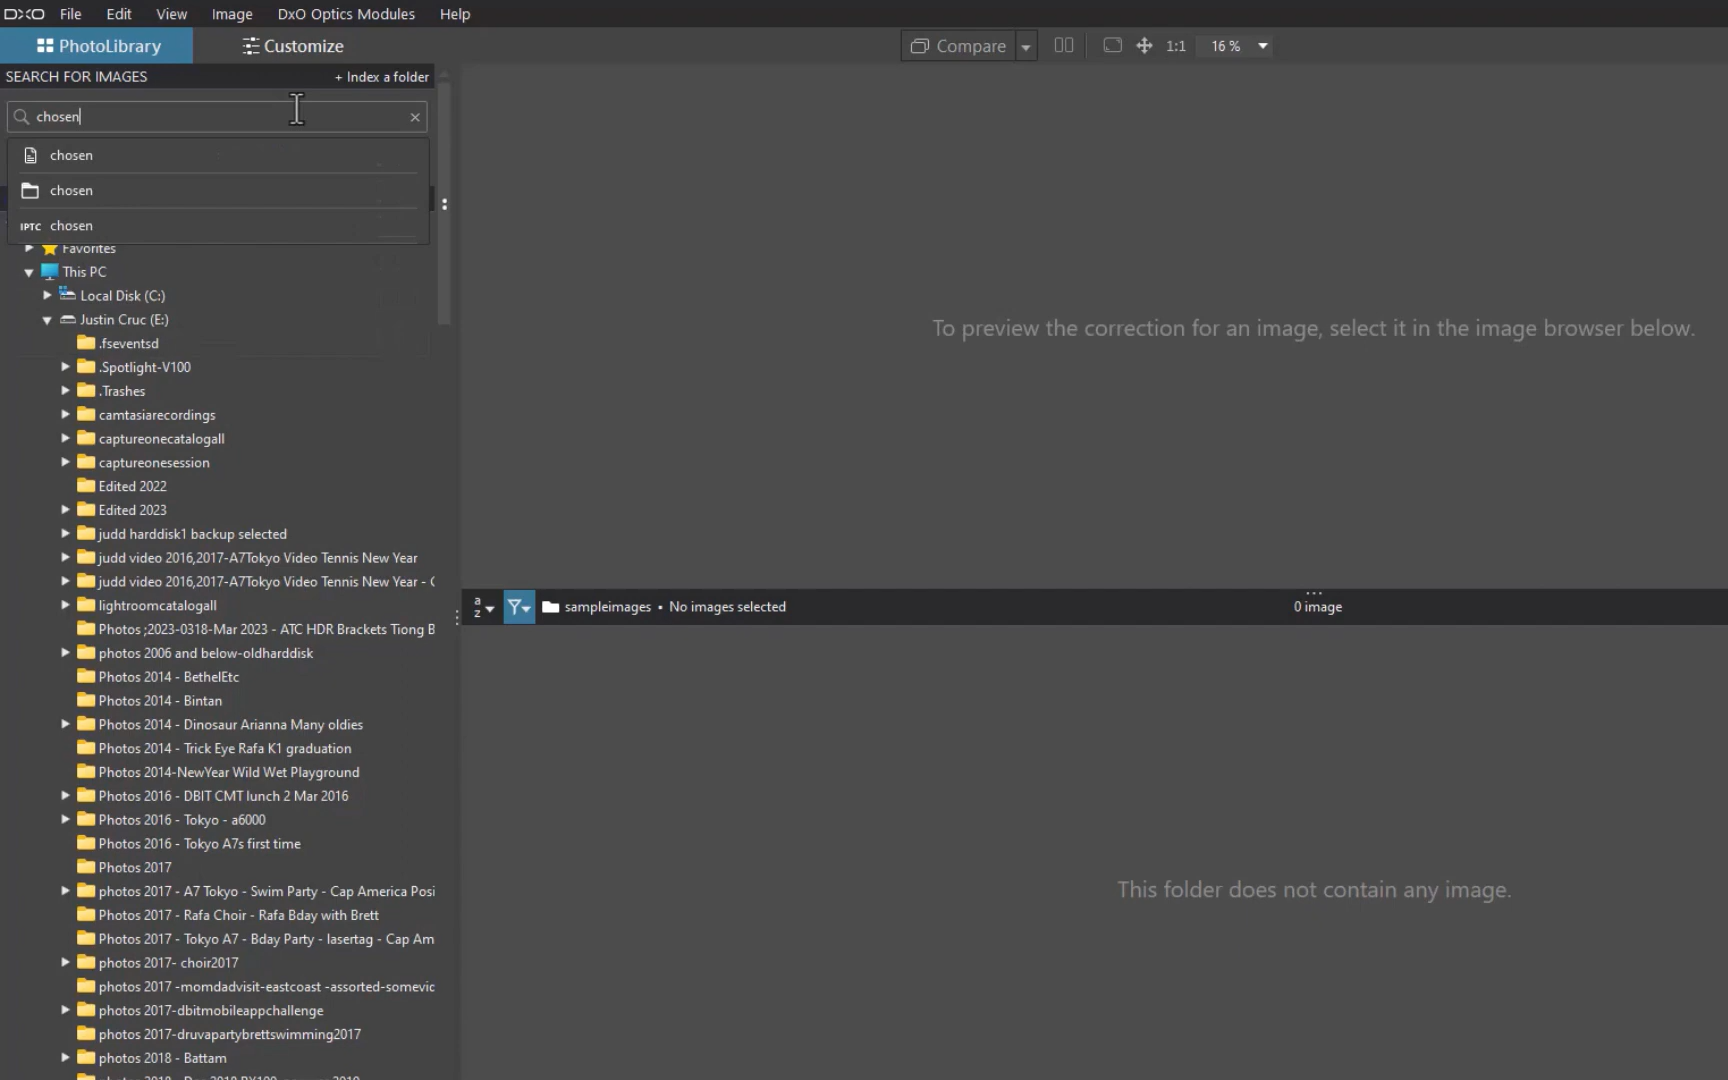 DXO File Edit View Image DxO Optics Modules Help
PhotoLibrary Customize Compare 1:1 16 %
SEARCH FOR IMAGES + Index a folder
chosen
chosen
chosen
IPTC chosen
Favorites
This PC
Local Disk (C:)
Justin Cruc (E:)
.fseventsd
.Spotlight-V100
.Trashes
camtasiarecordings
captureonecatalogall
captureonesession
Edited 2022
Edited 2023
judd harddisk1 backup selected
judd video 2016,2017-A7Tokyo Video Tennis New Year
judd video 2016,2017-A7Tokyo Video Tennis New Year - C
lightroomcatalogall
Photos ;2023-0318-Mar 2023 - ATC HDR Brackets Tiong B
photos 2006 and below-oldharddisk
Photos 2014 - BethelEtc
Photos 2014 - Bintan
Photos 2014 - Dinosaur Arianna Many oldies
Photos 2014 - Trick Eye Rafa K1 graduation
Photos 2014-NewYear Wild Wet Playground
Photos 2016 - DBIT CMT lunch 2 Mar 2016
Photos 2016 - Tokyo - a6000
Photos 2016 - Tokyo A7s first time
Photos 2017
photos 2017 - A7 Tokyo - Swim Party - Cap America Posi
Photos 2017 - Rafa Choir - Rafa Bday with Brett
Photos 2017 - Tokyo A7 - Bday Party - lasertag - Cap Am
photos 2017- choir2017
photos 2017 -momdadvisit-eastcoast -assorted-somevic
photos 2017-dbitmobileappchallenge
photos 2017-druvapartybrettswimming2017
photos 2018 - Battam
To preview the correction for an image, select it in the image browser below.
a
z sampleimages • No images selected 0 image
This folder does not contain any image.